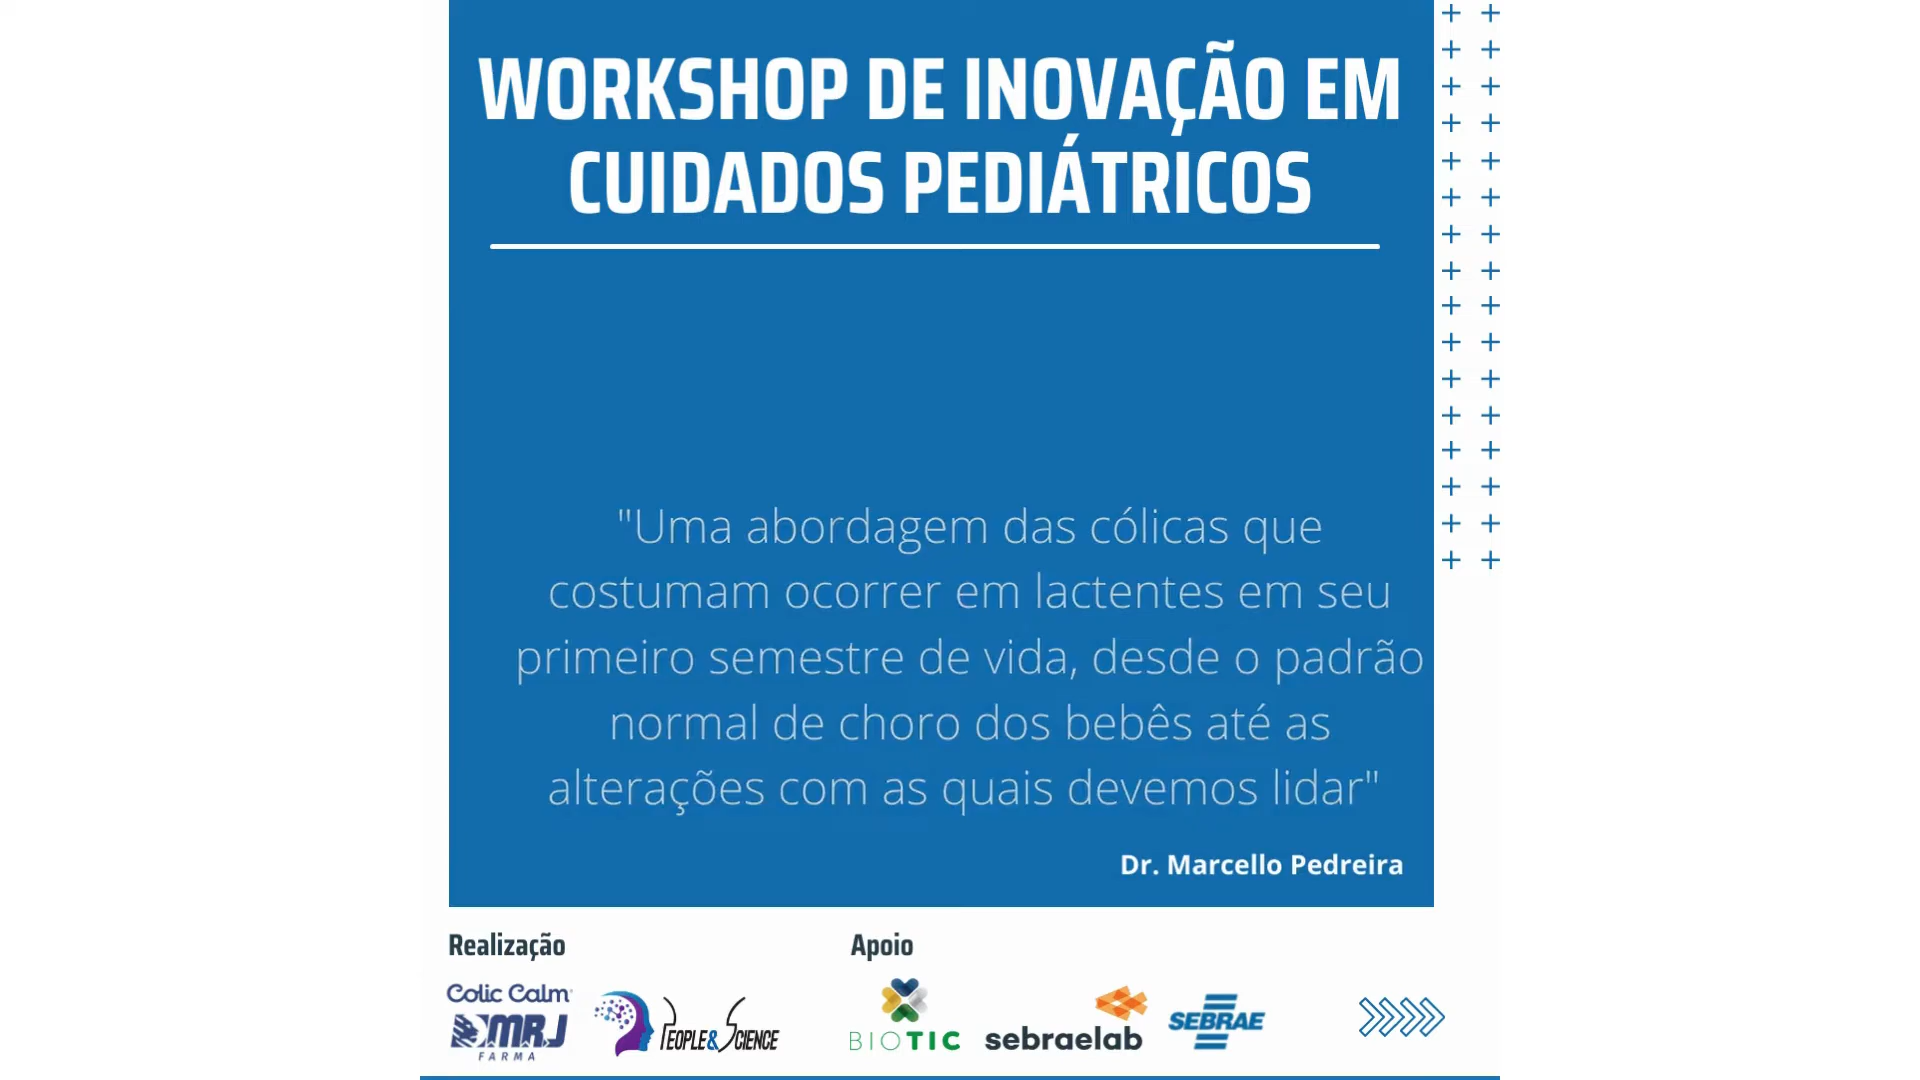 WORKSHOP DE INOVAÇÃO EM
CUIDADOS PEDIÁTRICOS
"Uma abordagem das cólicas que
costumam ocorrer em lactentes em seu
primeiro semestre de vida, desde o padrão
normal de choro dos bebês até as
alterações com as quais devemos lidar"
Dr. Marcello Pedreira
Realização
Apoio
Colic Calm
MRJ
FARMA
PEOPLE & SCIENCE
BIOTIC
sebraelab
SEBRAE